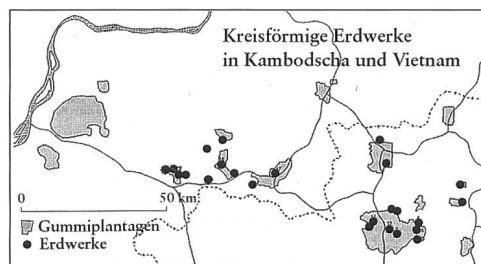 Kreisförmige Erdwerke
in Kambodscha und Vietnam
0 50 km
Gummiplantagen
Erdwerke